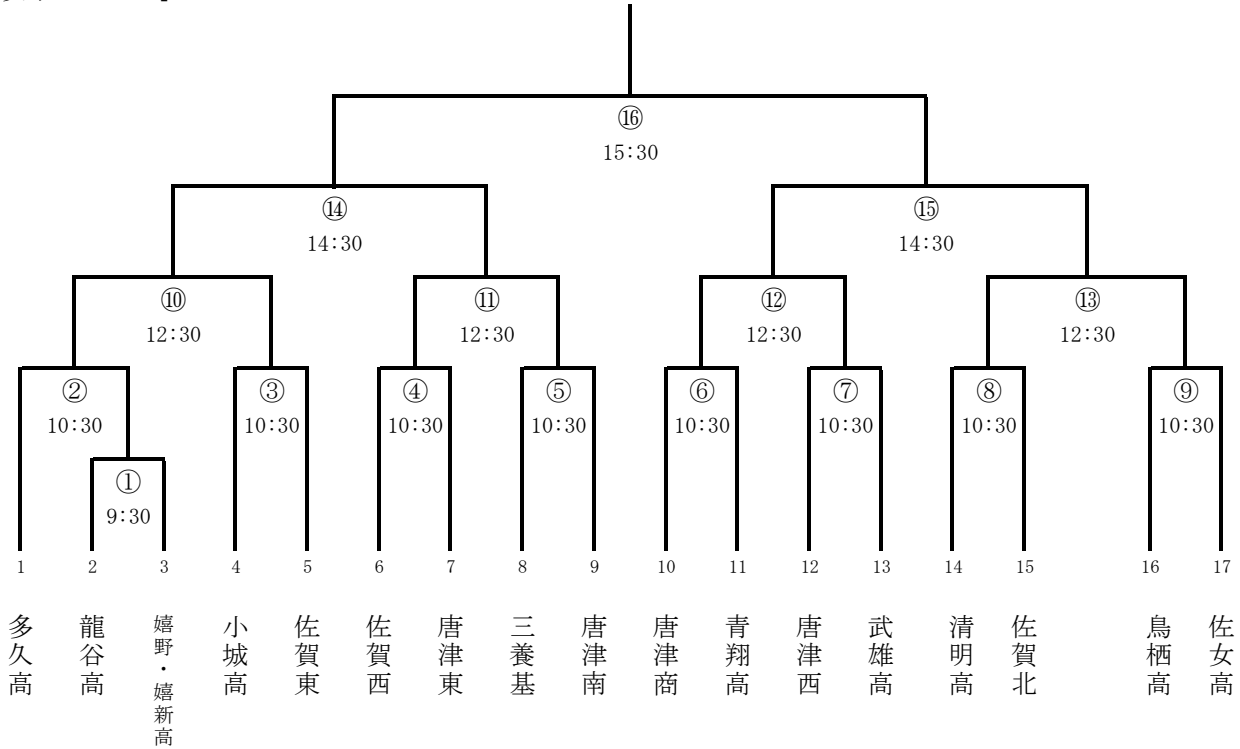 ⑯
15:30
⑭ ⑮
14:30 14:30
⑩ ⑪ ⑫ ⑬
12:30 12:30 12:30 12:30
② ③ ④ ⑤ ⑥ ⑦ ⑧ ⑨
10:30 10:30 10:30 10:30 10:30 10:30 10:30 10:30
①
9:30
1 2 3 4 5 6 7 8 9 10 11 12 13 14 15 16 17
多久高
龍谷高
嬉野・嬉新高
小城高
佐賀東
佐賀西
唐津東
三養基
唐津南
唐津商
青翔高
唐津西
武雄高
清明高
佐賀北
鳥栖高
佐女高